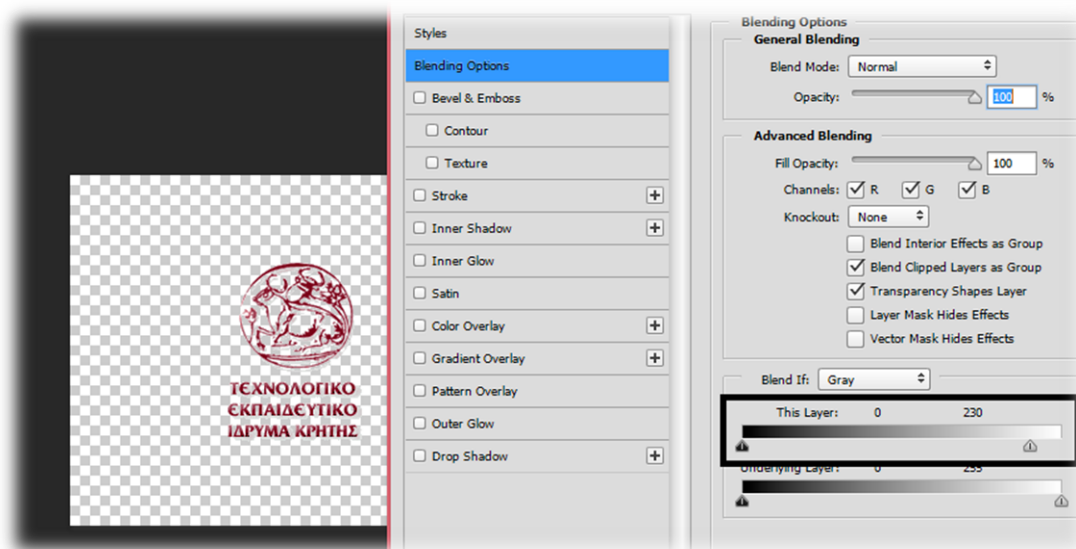 ΤЄΧΝΟΛΟΓΙΚΟ
ЄΚΠΑΙΔЄΥΤΙΚΟ
ΙΔΡΥΜΑ ΚΡΗΤΗΣ
Styles
Blending Options
Bevel & Emboss
Contour
Texture
Stroke
Inner Shadow
Inner Glow
Satin
Color Overlay
Gradient Overlay
Pattern Overlay
Outer Glow
Drop Shadow
Blending Options
General Blending
Blend Mode: Normal
Opacity: 100 %
Advanced Blending
Fill Opacity: 100 %
Channels: R G B
Knockout: None
Blend Interior Effects as Group
Blend Clipped Layers as Group
Transparency Shapes Layer
Layer Mask Hides Effects
Vector Mask Hides Effects
Blend If: Gray
This Layer: 0 230
Underlying Layer: 0 255